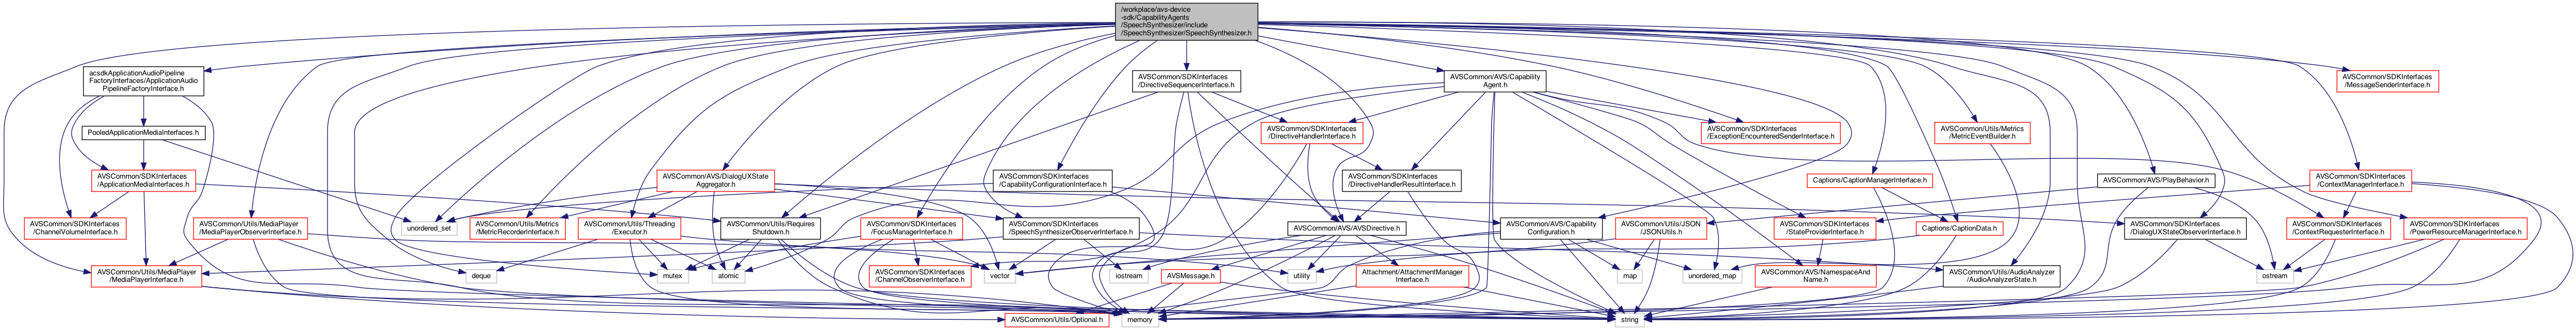 /workplace/avs-device
-sdk/CapabilityAgents
/SpeechSynthesizer/include
/SpeechSynthesizer/SpeechSynthesizer.h
acsdkApplicationAudioPipeline
FactoryInterfaces/ApplicationAudio
PipelineFactoryInterface.h
AVSCommon/SDKInterfaces
/DirectiveSequencerInterface.h
AVSCommon/AVS/Capability
Agent.h
AVSCommon/SDKInterfaces
/MessageSenderInterface.h
PooledApplicationMediaInterfaces.h
AVSCommon/SDKInterfaces
/DirectiveHandlerInterface.h
AVSCommon/SDKInterfaces
/ExceptionEncounteredSenderInterface.h
AVSCommon/Utils/Metrics
/MetricEventBuilder.h
AVSCommon/SDKInterfaces
/ApplicationMediaInterfaces.h
AVSCommon/AVS/DialogUXState
Aggregator.h
AVSCommon/SDKInterfaces
/CapabilityConfigurationInterface.h
AVSCommon/SDKInterfaces
/DirectiveHandlerResultInterface.h
Captions/CaptionManagerInterface.h
AVSCommon/AVS/PlayBehavior.h
AVSCommon/SDKInterfaces
/ContextManagerInterface.h
AVSCommon/SDKInterfaces
/ChannelVolumeInterface.h
AVSCommon/Utils/MediaPlayer
/MediaPlayerObserverInterface.h
unordered_set
AVSCommon/Utils/Metrics
/MetricRecorderInterface.h
AVSCommon/Utils/Threading
/Executor.h
AVSCommon/Utils/Requires
Shutdown.h
AVSCommon/SDKInterfaces
/FocusManagerInterface.h
AVSCommon/SDKInterfaces
/SpeechSynthesizerObserverInterface.h
AVSCommon/AVS/AVSDirective.h
AVSCommon/AVS/Capability
Configuration.h
AVSCommon/Utils/JSON
/JSONUtils.h
AVSCommon/SDKInterfaces
/StateProviderInterface.h
Captions/CaptionData.h
AVSCommon/SDKInterfaces
/DialogUXStateObserverInterface.h
AVSCommon/SDKInterfaces
/ContextRequesterInterface.h
AVSCommon/SDKInterfaces
/PowerResourceManagerInterface.h
AVSCommon/Utils/MediaPlayer
/MediaPlayerInterface.h
deque
mutex
atomic
AVSCommon/SDKInterfaces
/ChannelObserverInterface.h
vector
iostream
AVSMessage.h
utility
Attachment/AttachmentManager
Interface.h
map
unordered_map
AVSCommon/AVS/NamespaceAnd
Name.h
AVSCommon/Utils/AudioAnalyzer
/AudioAnalyzerState.h
ostream
AVSCommon/Utils/Optional.h
memory
string